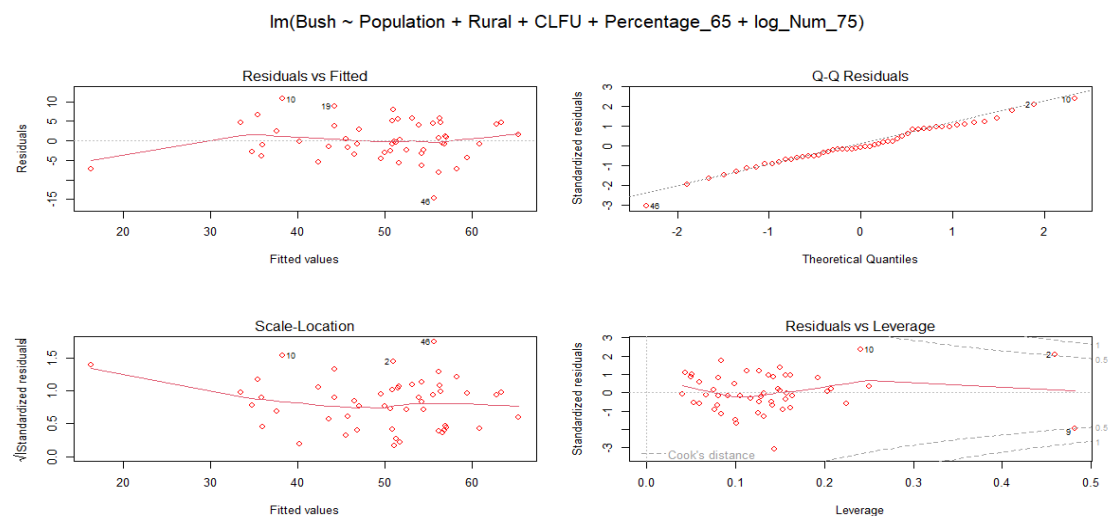 lm(Bush ~ Population + Rural + CLFU + Percentage_65 + log_Num_75)
Residuals vs Fitted
Residuals
10
5
0
-5
-15
10
19
46
20 30 40 50 60
Fitted values
Q-Q Residuals
Standardized residuals
3
2
1
0
-1
-2
-3
46
2
10
-2 -1 0 1 2
Theoretical Quantiles
Scale-Location
√|Standardized residuals
1.5
1.0
0.5
0.0
10
2
46
20 30 40 50 60
Fitted values
Residuals vs Leverage
Standardized residuals
3
2
1
0
-1
-3
10
2
9
1
0.5
0.5
1
Cook's distance
0.0 0.1 0.2 0.3 0.4 0.5
Leverage